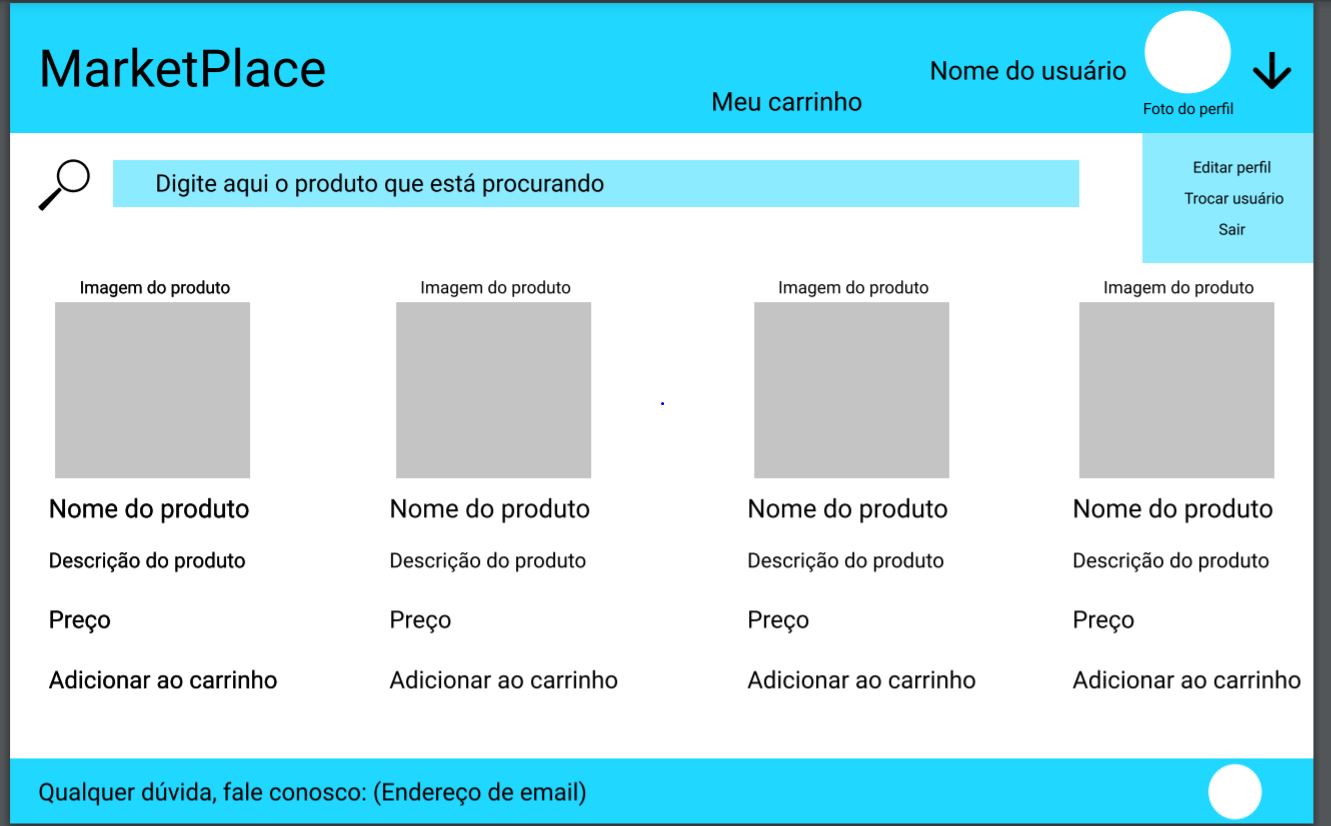 MarketPlace
Meu carrinho
Nome do usuário
Foto do perfil
Digite aqui o produto que está procurando
Editar perfil
Trocar usuário
Sair
Imagem do produto
Nome do produto
Descrição do produto
Preço
Adicionar ao carrinho
Imagem do produto
Nome do produto
Descrição do produto
Preço
Adicionar ao carrinho
Imagem do produto
Nome do produto
Descrição do produto
Preço
Adicionar ao carrinho
Imagem do produto
Nome do produto
Descrição do produto
Preço
Adicionar ao carrinho
Qualquer dúvida, fale conosco: (Endereço de email)